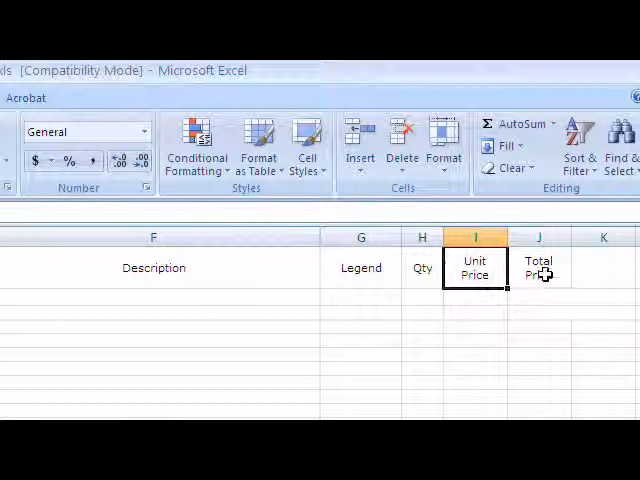 xls [Compatibility Mode] - Microsoft Excel
Acrobat
General
$ % ,
Conditional Formatting
Format as Table
Cell Styles
Insert
Delete
Format
Σ AutoSum
Fill
Clear
Sort & Filter
Find & Select
Number
Styles
Cells
Editing
F G H I J K
Description
Legend
Qty
Unit Price
Total